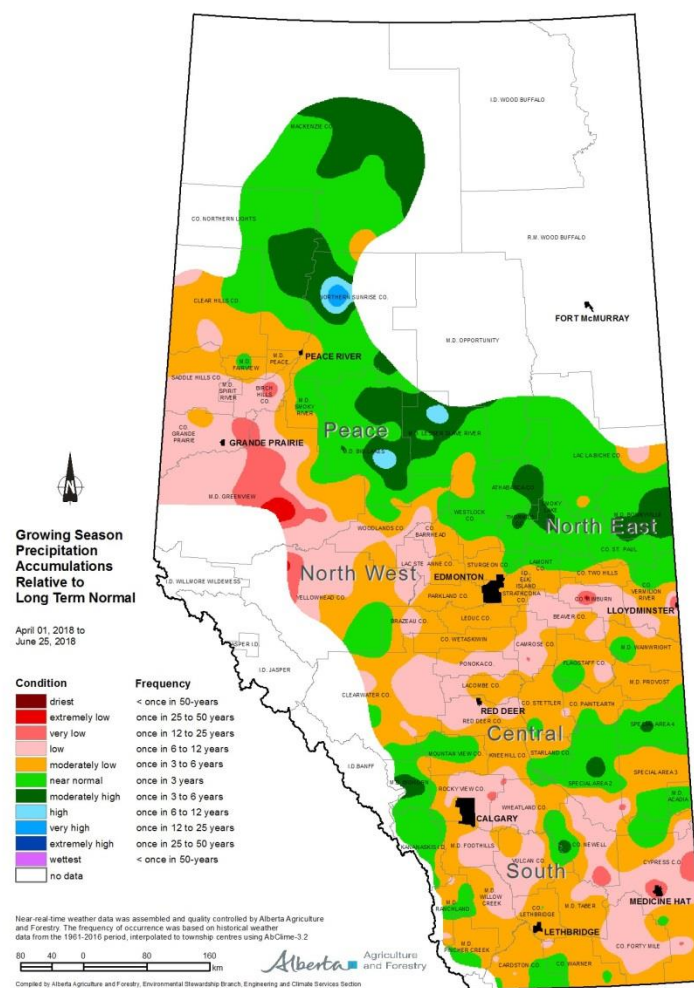 I.D. WOOD BUFFALO
MACKENZIE CO.
CO. NORTHERN LIGHTS
R.M. WOOD BUFFALO
CLEAR HILLS CO.
NORTHERN SUNRISE CO.
FORT McMURRAY
M.D. OPPORTUNITY
M.D. PEACE
PEACE RIVER
M.D. FAIRVIEW
SADDLE HILLS CO.
M.D. SPIRIT RIVER
BIRCH HILLS CO.
M.D. SMOKY RIVER
CO. GRANDE PRAIRIE
GRANDE PRAIRIE
Peace
LAC LA BICHE CO.
M.D. GREENVIEW
ATHABASCA CO.
WESTLOCK CO.
North East
WOODLANDS CO.
CO. BARRHEAD
CO. ST. PAUL
I.D. WILLMORE WILDERNESS
North West
LAC STE ANNE CO.
STURGEON CO.
LAMONT CO.
CO. TWO HILLS
EDMONTON
I.D. ELK ISLAND
STRATHCONA CO.
CO. VERMILION RIVER
YELLOWHEAD CO.
PARKLAND CO.
LLOYDMINSTER
BEAVER CO.
LEDUC CO.
BRAZEAU CO.
CO. WETASKIWIN
CAMROSE CO.
M.D. WAINWRIGHT
I.D. JASPER
PONOKA CO.
FLAGSTAFF CO.
CLEARWATER CO.
LACOMBE CO.
M.D. PROVOST
RED DEER
CO. STETTLER
CO. PAINTEARTH
RED DEER CO.
Central
SPECIAL AREA 4
I.D. BANFF
MOUNTAIN VIEW CO.
KNEEHILL CO.
STARLAND CO.
SPECIAL AREA 3
SPECIAL AREA 2
M.D. ACADIA
ROCKY VIEW CO.
WHEATLAND CO.
CALGARY
KANANASKIS I.D.
M.D. FOOTHILLS
VULCAN CO.
CO. NEWELL
CYPRESS CO.
South
M.D. RANCHLAND
M.D. WILLOW CREEK
M.D. TABER
MEDICINE HAT
CO. LETHBRIDGE
LETHBRIDGE
CO. FORTY MILE
M.D. PINCHER CREEK
CARDSTON CO.
CO. WARNER
N
Growing Season
Precipitation
Accumulations
Relative to
Long Term Normal
April 01, 2018 to
June 25, 2018
Condition Frequency
driest < once in 50-years
extremely low once in 25 to 50 years
very low once in 12 to 25 years
low once in 6 to 12 years
moderately low once in 3 to 6 years
near normal once in 3 years
moderately high once in 3 to 6 years
high once in 6 to 12 years
very high once in 12 to 25 years
extremely high once in 25 to 50 years
wettest < once in 50-years
no data
Near-real-time weather data was assembled and quality controlled by Alberta Agriculture
and Forestry. The frequency of occurrence was based on historical weather
data from the 1961-2016 period, interpolated to township centres using AbClime-3.2
80 40 0 80 160
km
Alberta Agriculture
and Forestry
Compiled by Alberta Agriculture and Forestry, Environmental Stewardship Branch, Engineering and Climate Services Section